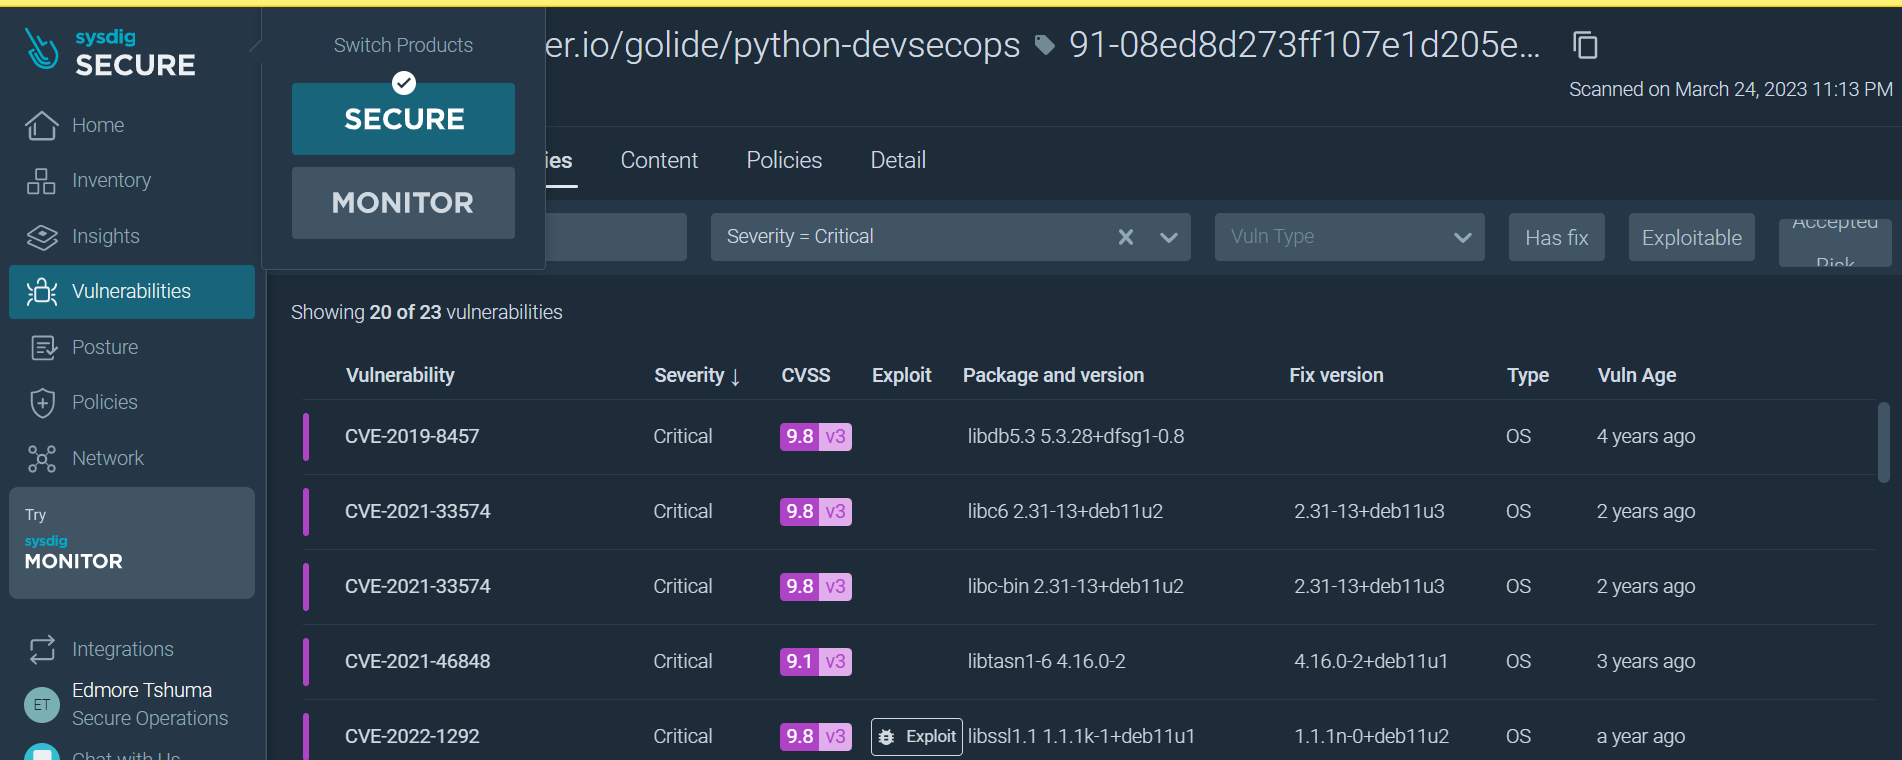 sysdig
SECURE
Home
Inventory
Insights
Vulnerabilities
Posture
Policies
Network
Try
sysdig
MONITOR
Integrations
ET
Edmore Tshuma
Secure Operations
Chat with Us
Switch Products
SECURE
MONITOR
er.io/golide/python-devsecops 91-08ed8d273ff107e1d205e...
Scanned on March 24, 2023 11:13 PM
ies Content Policies Detail
Severity = Critical Vuln Type Has fix Exploitable Accepted Risk
Showing 20 of 23 vulnerabilities
Vulnerability Severity ↓ CVSS Exploit Package and version Fix version Type Vuln Age
CVE-2019-8457 Critical 9.8 v3 libdb5.3 5.3.28+dfsg1-0.8 OS 4 years ago
CVE-2021-33574 Critical 9.8 v3 libc6 2.31-13+deb11u2 2.31-13+deb11u3 OS 2 years ago
CVE-2021-33574 Critical 9.8 v3 libc-bin 2.31-13+deb11u2 2.31-13+deb11u3 OS 2 years ago
CVE-2021-46848 Critical 9.1 v3 libtasn1-6 4.16.0-2 4.16.0-2+deb11u1 OS 3 years ago
CVE-2022-1292 Critical 9.8 v3 Exploit libssl1.1 1.1.1k-1+deb11u1 1.1.1n-0+deb11u2 OS a year ago